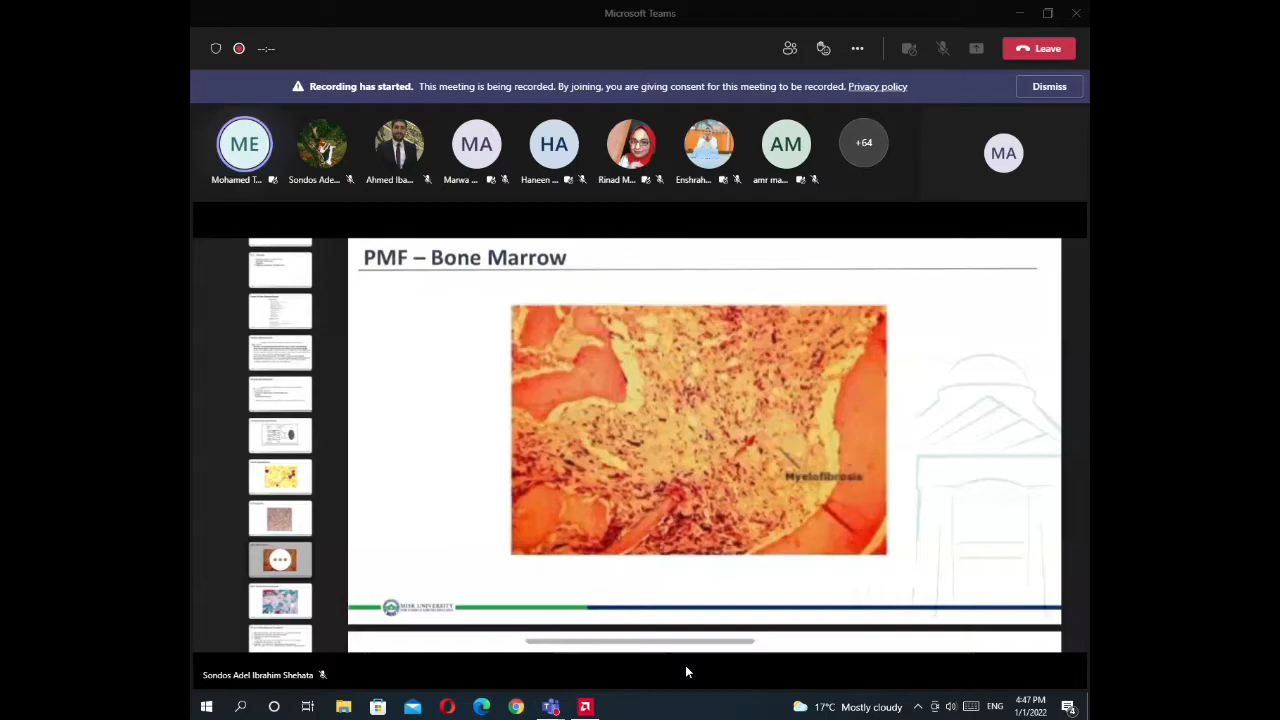 Microsoft Teams
--:--
Leave
Recording has started. This meeting is being recorded. By joining, you are giving consent for this meeting to be recorded. Privacy policy
Dismiss
ME
MA
HA
AM
+64
MA
Mohamed T...
Sondos Ade...
Ahmed Iba...
Marwa ...
Haneen ...
Rinad M...
Enshrah ...
amr ma...
PMF – Bone Marrow
Myelofibrosis
Sondos Adel Ibrahim Shehata
17°C Mostly cloudy
ENG
4:47 PM
1/1/2022
4